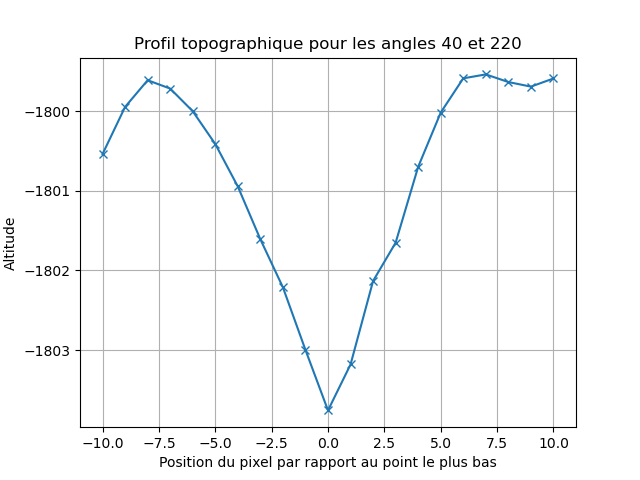 Profil topographique pour les angles 40 et 220
Altitude
−1800
−1801
−1802
−1803
−10.0 −7.5 −5.0 −2.5 0.0 2.5 5.0 7.5 10.0
Position du pixel par rapport au point le plus bas